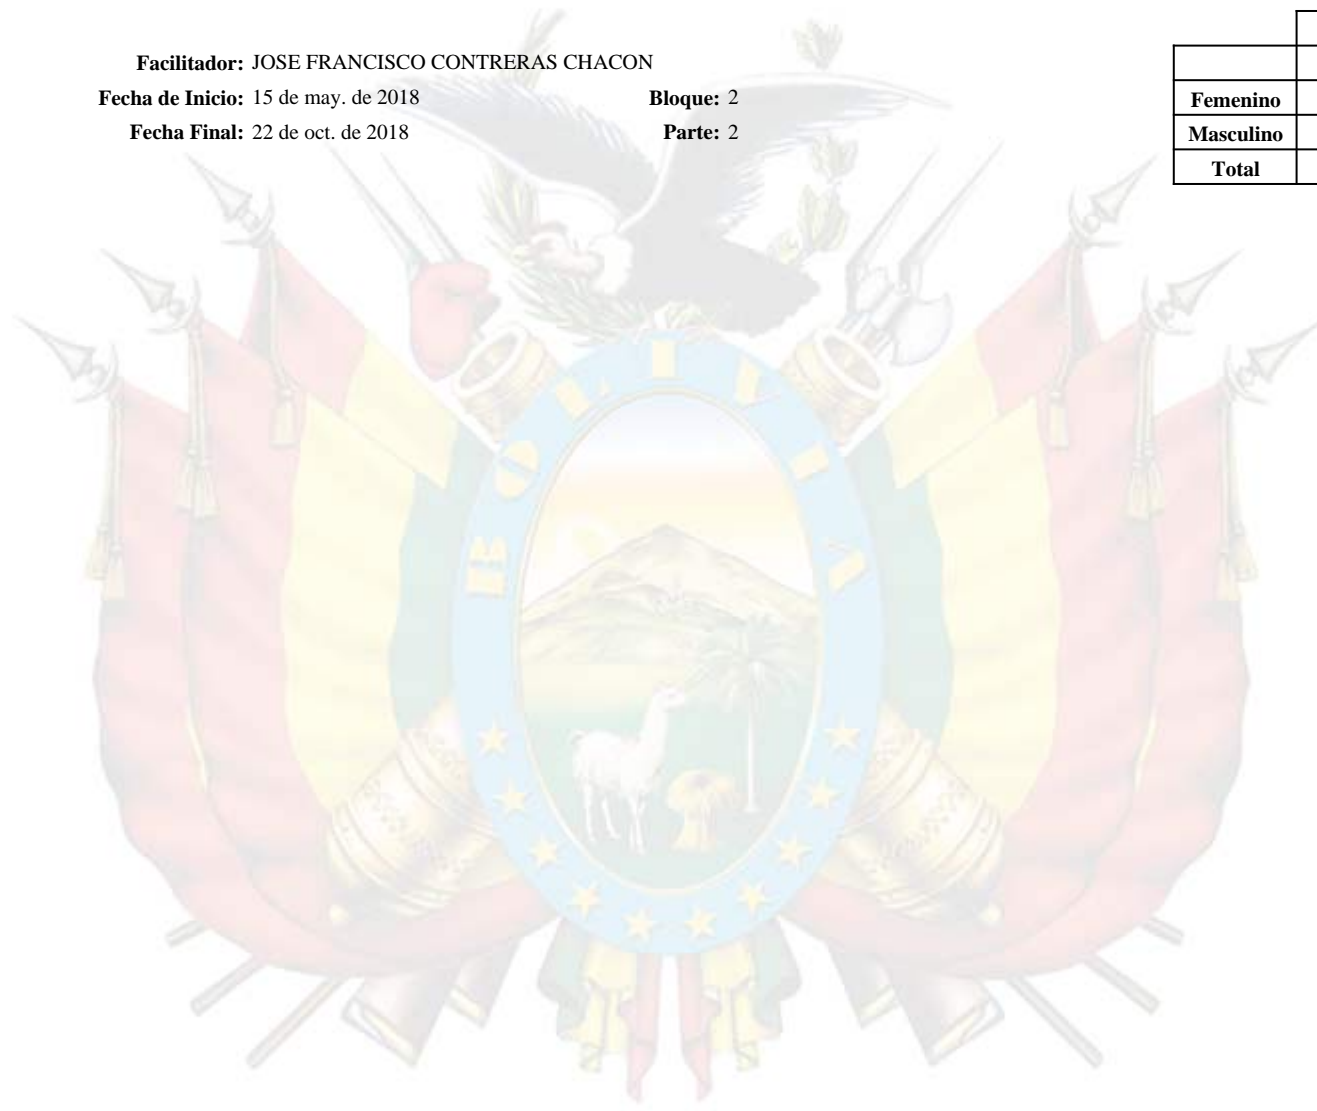 Facilitador: JOSE FRANCISCO CONTRERAS CHACON
Fecha de Inicio: 15 de may. de 2018 Bloque: 2
Fecha Final: 22 de oct. de 2018 Parte: 2
Femenino
Masculino
Total
BOLIVIA